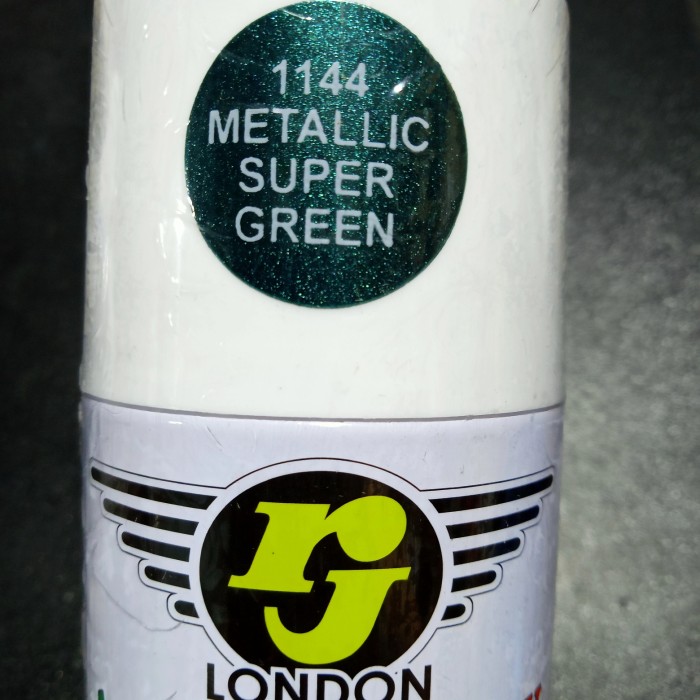 1144
METALLIC
SUPER
GREEN
rJ
LONDON